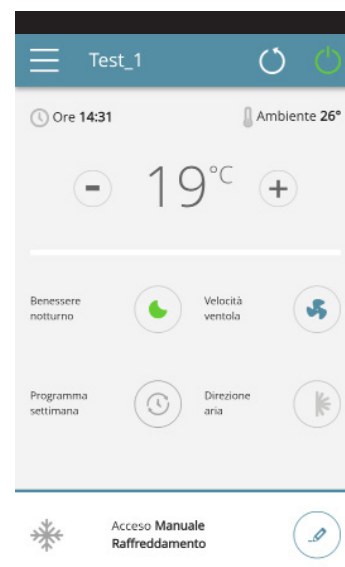 Test_1
Ore 14:31
Ambiente 26°
- 19°C +
Benessere
notturno
Velocità
ventola
Programma
settimana
Direzione
aria
Acceso Manuale
Raffreddamento